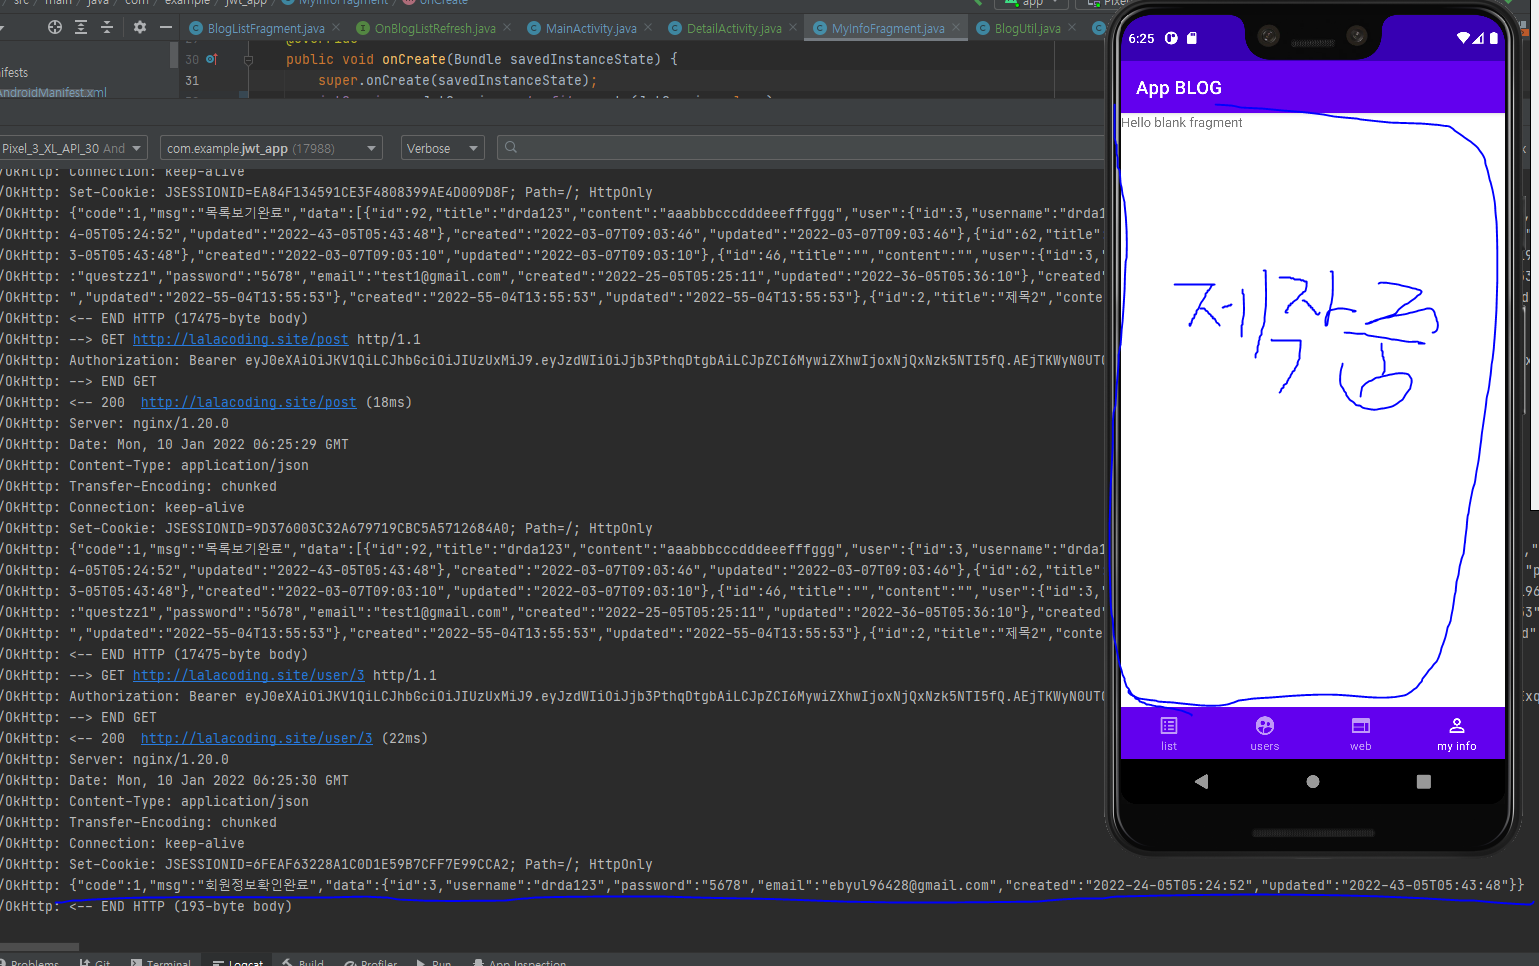 src main java com example jwt_app MyInfoFragment onCreate
BlogListFragment.java OnBlogListRefresh.java MainActivity.java DetailActivity.java MyInfoFragment.java BlogUtil.java
30 public void onCreate(Bundle savedInstanceState) {
31 super.onCreate(savedInstanceState);
nifests
AndroidManifest.xml
Pixel_3_XL_API_30 And com.example.jwt_app (17988) Verbose
/OkHttp: Connection: keep-alive
/OkHttp: Set-Cookie: JSESSIONID=EA84F134591CE3F4808399AE4D009D8F; Path=/; HttpOnly
/OkHttp: {"code":1,"msg":"목록보기완료","data":[{"id":92,"title":"drda123","content":"aaabbbcccdddeeefffggg","user":{"id":3,"username":"drda1
/OkHttp: 4-05T05:24:52","updated":"2022-43-05T05:43:48"},"created":"2022-03-07T09:03:46","updated":"2022-03-07T09:03:46"},{"id":62,"title":
/OkHttp: 3-05T05:43:48"},"created":"2022-03-07T09:03:10","updated":"2022-03-07T09:03:10"},{"id":46,"title":"","content":"","user":{"id":3,
/OkHttp: :"questzz1","password":"5678","email":"test1@gmail.com","created":"2022-25-05T05:25:11","updated":"2022-36-05T05:36:10"},"created
/OkHttp: ","updated":"2022-55-04T13:55:53"},"created":"2022-55-04T13:55:53","updated":"2022-55-04T13:55:53"},{"id":2,"title":"제목2","conte
/OkHttp: <-- END HTTP (17475-byte body)
/OkHttp: --> GET http://lalacoding.site/post http/1.1
/OkHttp: Authorization: Bearer eyJ0eXAiOiJKV1QiLCJhbGciOiJIUzUxMiJ9.eyJzdWIiOiJjb3PthqDtgbAiLCJpZCI6MywiZXhwIjoxNjQxNzk5NTI5fQ.AEjTKWyN0UTC
/OkHttp: --> END GET
/OkHttp: <-- 200 http://lalacoding.site/post (18ms)
/OkHttp: Server: nginx/1.20.0
/OkHttp: Date: Mon, 10 Jan 2022 06:25:29 GMT
/OkHttp: Content-Type: application/json
/OkHttp: Transfer-Encoding: chunked
/OkHttp: Connection: keep-alive
/OkHttp: Set-Cookie: JSESSIONID=9D376003C32A679719CBC5A5712684A0; Path=/; HttpOnly
/OkHttp: {"code":1,"msg":"목록보기완료","data":[{"id":92,"title":"drda123","content":"aaabbbcccdddeeefffggg","user":{"id":3,"username":"drda1
/OkHttp: 4-05T05:24:52","updated":"2022-43-05T05:43:48"},"created":"2022-03-07T09:03:46","updated":"2022-03-07T09:03:46"},{"id":62,"title":
/OkHttp: 3-05T05:43:48"},"created":"2022-03-07T09:03:10","updated":"2022-03-07T09:03:10"},{"id":46,"title":"","content":"","user":{"id":3,
/OkHttp: :"questzz1","password":"5678","email":"test1@gmail.com","created":"2022-25-05T05:25:11","updated":"2022-36-05T05:36:10"},"created
/OkHttp: ","updated":"2022-55-04T13:55:53"},"created":"2022-55-04T13:55:53","updated":"2022-55-04T13:55:53"},{"id":2,"title":"제목2","conte
/OkHttp: <-- END HTTP (17475-byte body)
/OkHttp: --> GET http://lalacoding.site/user/3 http/1.1
/OkHttp: Authorization: Bearer eyJ0eXAiOiJKV1QiLCJhbGciOiJIUzUxMiJ9.eyJzdWIiOiJjb3PthqDtgbAiLCJpZCI6MywiZXhwIjoxNjQxNzk5NTI5fQ.AEjTKWyN0UTC
/OkHttp: --> END GET
/OkHttp: <-- 200 http://lalacoding.site/user/3 (22ms)
/OkHttp: Server: nginx/1.20.0
/OkHttp: Date: Mon, 10 Jan 2022 06:25:30 GMT
/OkHttp: Content-Type: application/json
/OkHttp: Transfer-Encoding: chunked
/OkHttp: Connection: keep-alive
/OkHttp: Set-Cookie: JSESSIONID=6FEAF63228A1C0D1E59B7CFF7E99CCA2; Path=/; HttpOnly
/OkHttp: {"code":1,"msg":"회원정보확인완료","data":{"id":3,"username":"drda123","password":"5678","email":"ebyul96428@gmail.com","created":"2022-24-05T05:24:52","updated":"2022-43-05T05:43:48"}}
/OkHttp: <-- END HTTP (193-byte body)
Problems Git Terminal Logcat Build Profiler Run App Inspection
6:25
App BLOG
Hello blank fragment
제작중
list users web my info